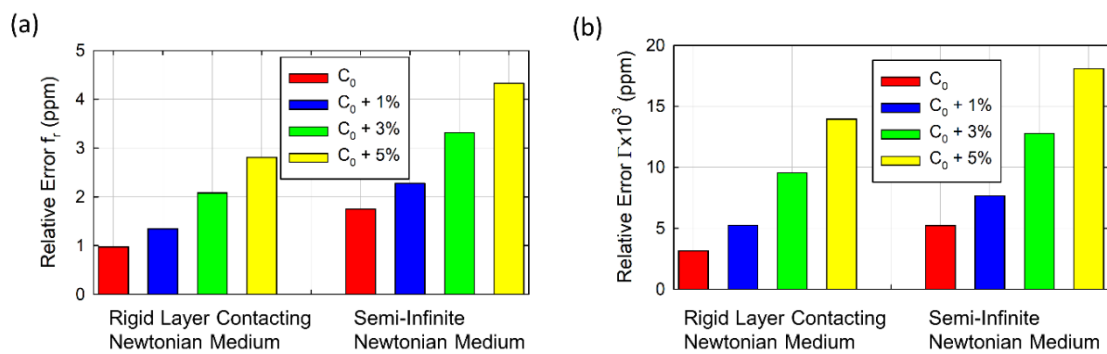 (a)
Relative Error fᵣ (ppm)
5
4
3
2
1
0
C₀
C₀ + 1%
C₀ + 3%
C₀ + 5%
Rigid Layer Contacting
Newtonian Medium
Semi-Infinite
Newtonian Medium
(b)
Relative Error Γx10³ (ppm)
20
15
10
5
0
C₀
C₀ + 1%
C₀ + 3%
C₀ + 5%
Rigid Layer Contacting
Newtonian Medium
Semi-Infinite
Newtonian Medium